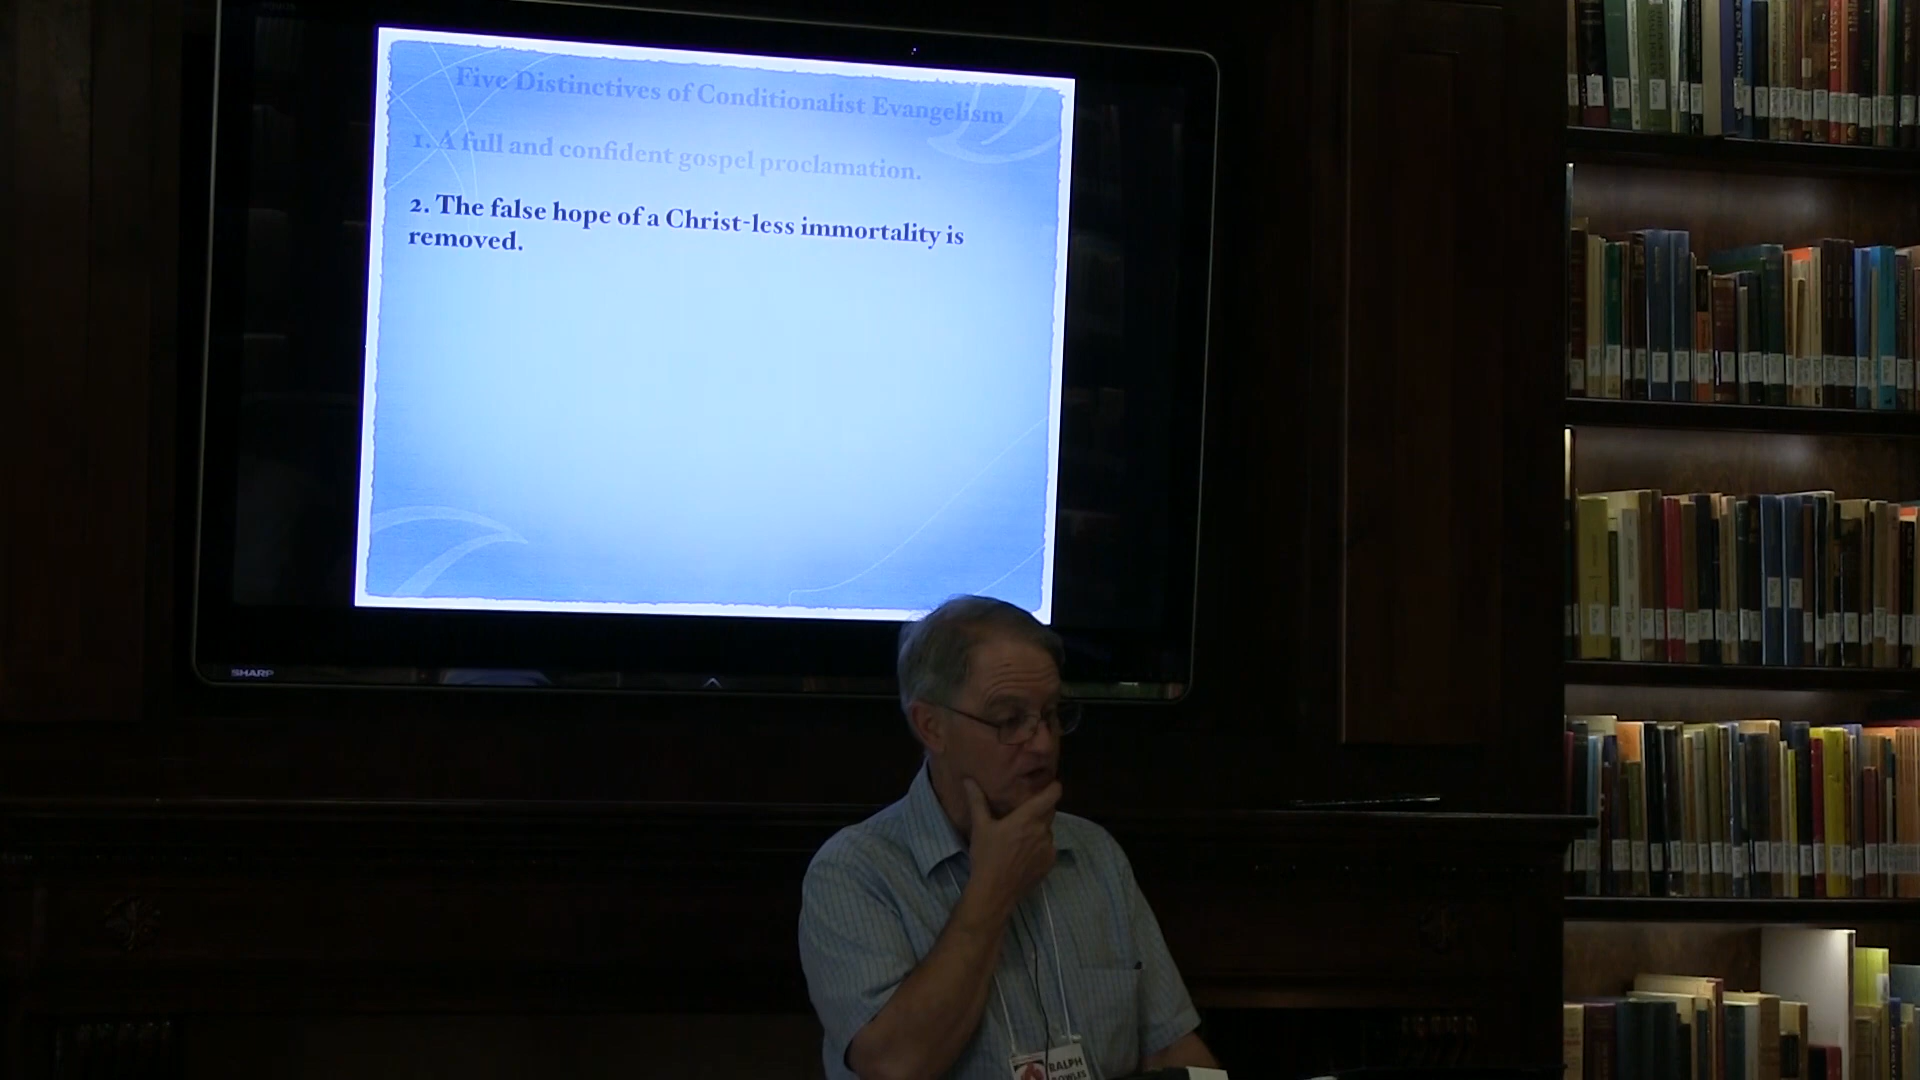 Five Distinctives of Conditionalist Evangelism
1. A full and confident gospel proclamation.
2. The false hope of a Christ-less immortality is
removed.
SHARP
RALPH
BOWLES